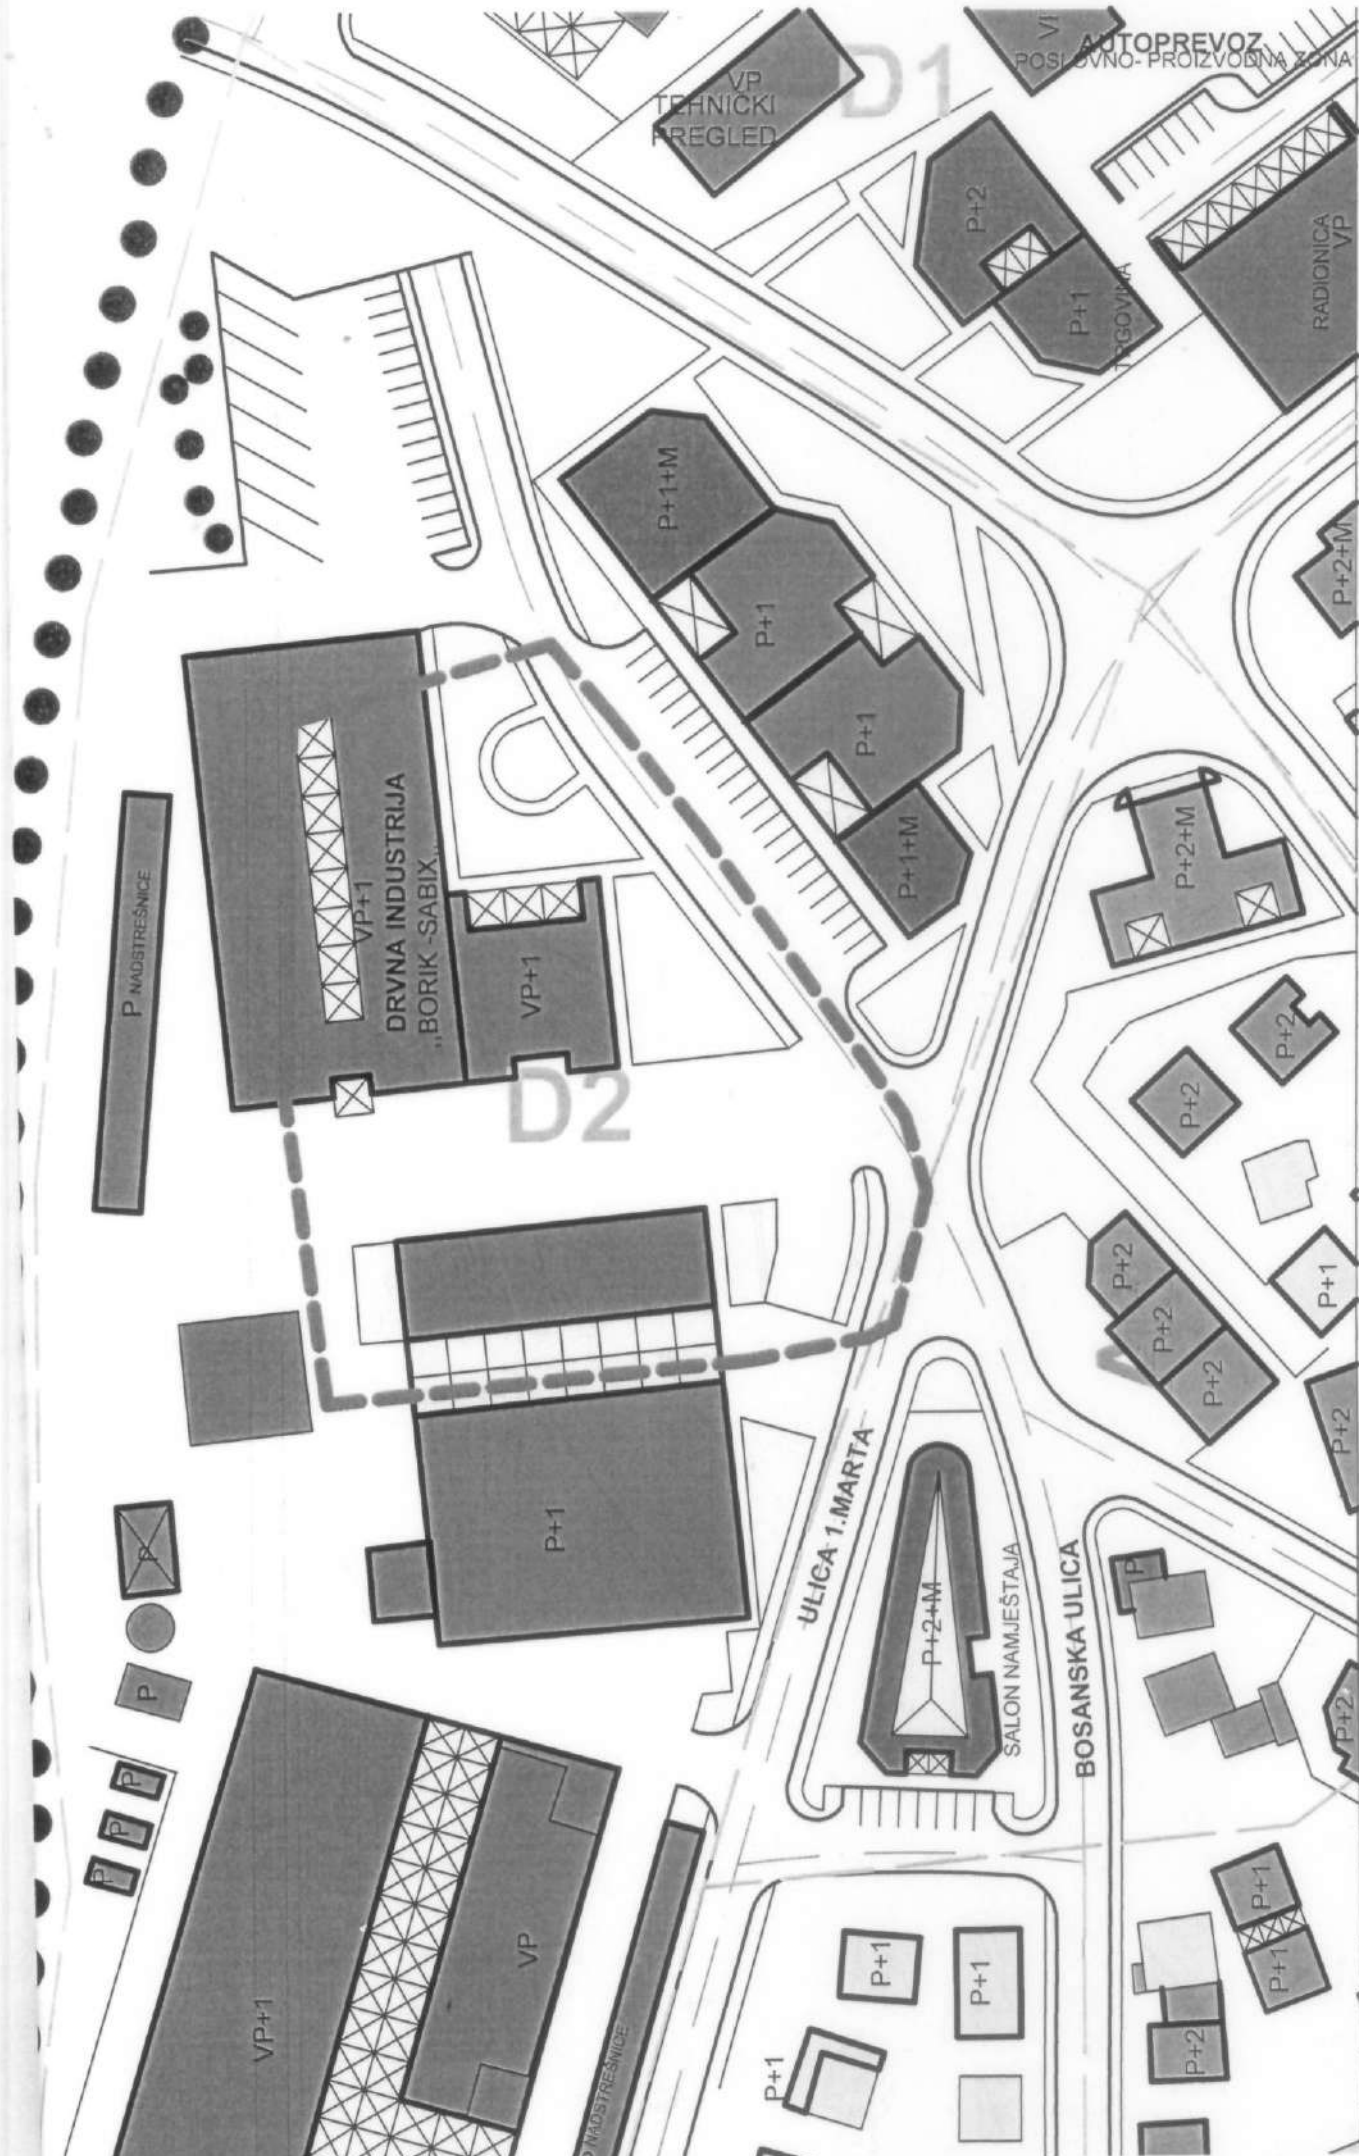 VP
AUTOPREVOZ
POSLOVNO- PROIZVODNA ZONA
D1
VP
TEHNIČKI
PREGLED
P+2
P+1
TRGOVINA
RADIONICA
VP
P+1+M
P+1
P+1
P+1+M
P+2+M
P+2+M
P NADSTREŠNICE
VP+1
DRVNA INDUSTRIJA
„BORIK -SABIX„
VP+1
D2
P+2
P+2
P+1
P+2
P+2
P+2
P+2
P+1
ULICA 1.MARTA
P+2+M
SALON NAMJEŠTAJA
BOSANSKA ULICA
P
P
P
P+2
P
P
P
VP+1
VP
P NADSTREŠNICE
P+1
P+1
P+1
P+1
P+1
P+2